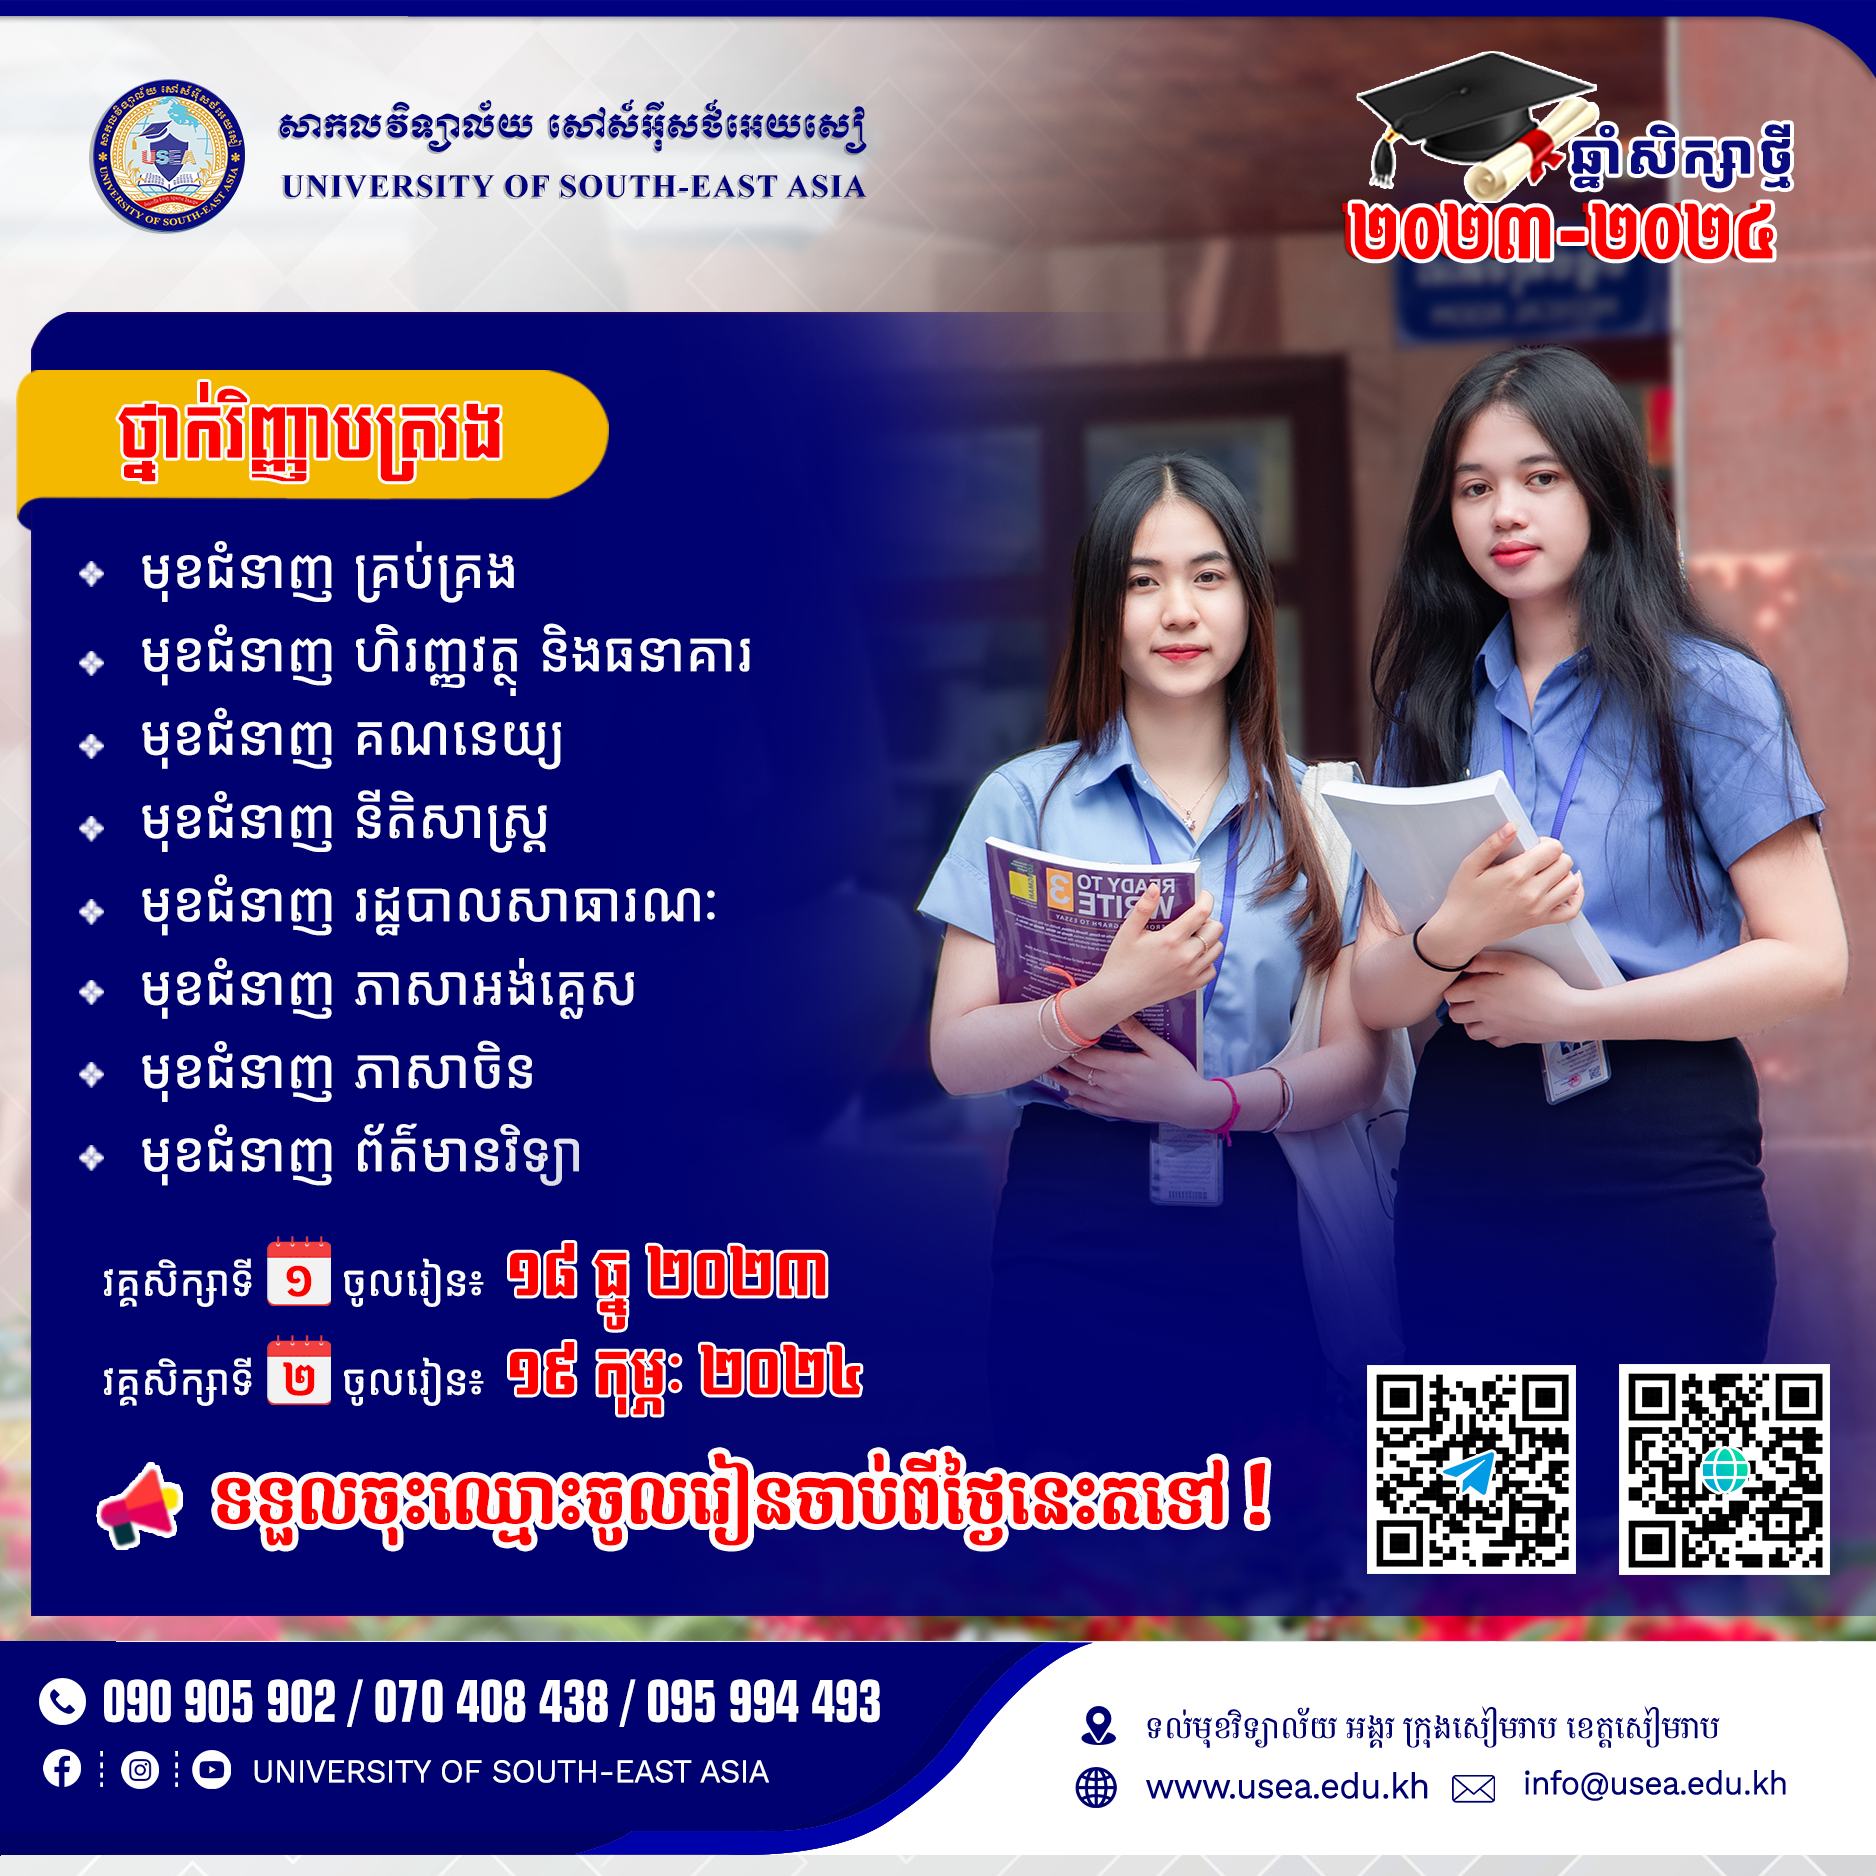 សាកលវិទ្យាល័យ សៅស៍អ៊ីសថ៍អេយសៀ
UNIVERSITY OF SOUTH-EAST ASIA
USEA
UNIVERSITY OF SOUTH-EAST ASIA
ឆ្នាំសិក្សាថ្មី
២០២៣-២០២៤
ថ្នាក់បរិញ្ញាបត្ររង
មុខជំនាញ គ្រប់គ្រង
មុខជំនាញ ហិរញ្ញវត្ថុ និងធនាគារ
មុខជំនាញ គណនេយ្យ
មុខជំនាញ នីតិសាស្ត្រ
មុខជំនាញ រដ្ឋបាលសាធារណៈ
មុខជំនាញ ភាសាអង់គ្លេស
មុខជំនាញ ភាសាចិន
មុខជំនាញ ព័ត៌មានវិទ្យា
READY TO
WRITE 3
វគ្គសិក្សាទី ១ ចូលរៀន៖ ១៨ ធ្នូ ២០២៣
វគ្គសិក្សាទី ២ ចូលរៀន៖ ១៩ កុម្ភៈ ២០២៤
ទទួលចុះឈ្មោះចូលរៀនចាប់ពីថ្ងៃនេះតទៅ !
090 905 902 / 070 408 438 / 095 994 493
UNIVERSITY OF SOUTH-EAST ASIA
ទល់មុខវិទ្យាល័យ អង្គរ ក្រុងសៀមរាប ខេត្តសៀមរាប
www.usea.edu.kh
info@usea.edu.kh